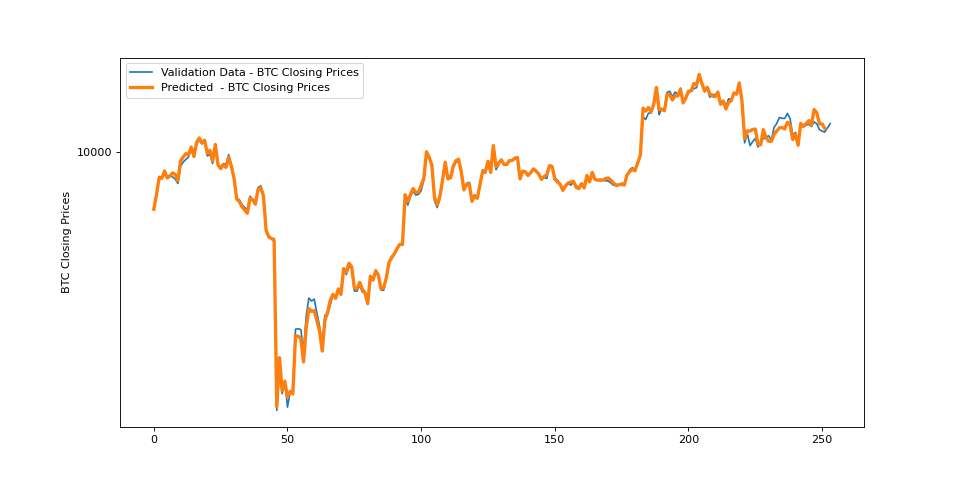 Validation Data - BTC Closing Prices
Predicted  - BTC Closing Prices
10000
BTC Closing Prices
0
50
100
150
200
250